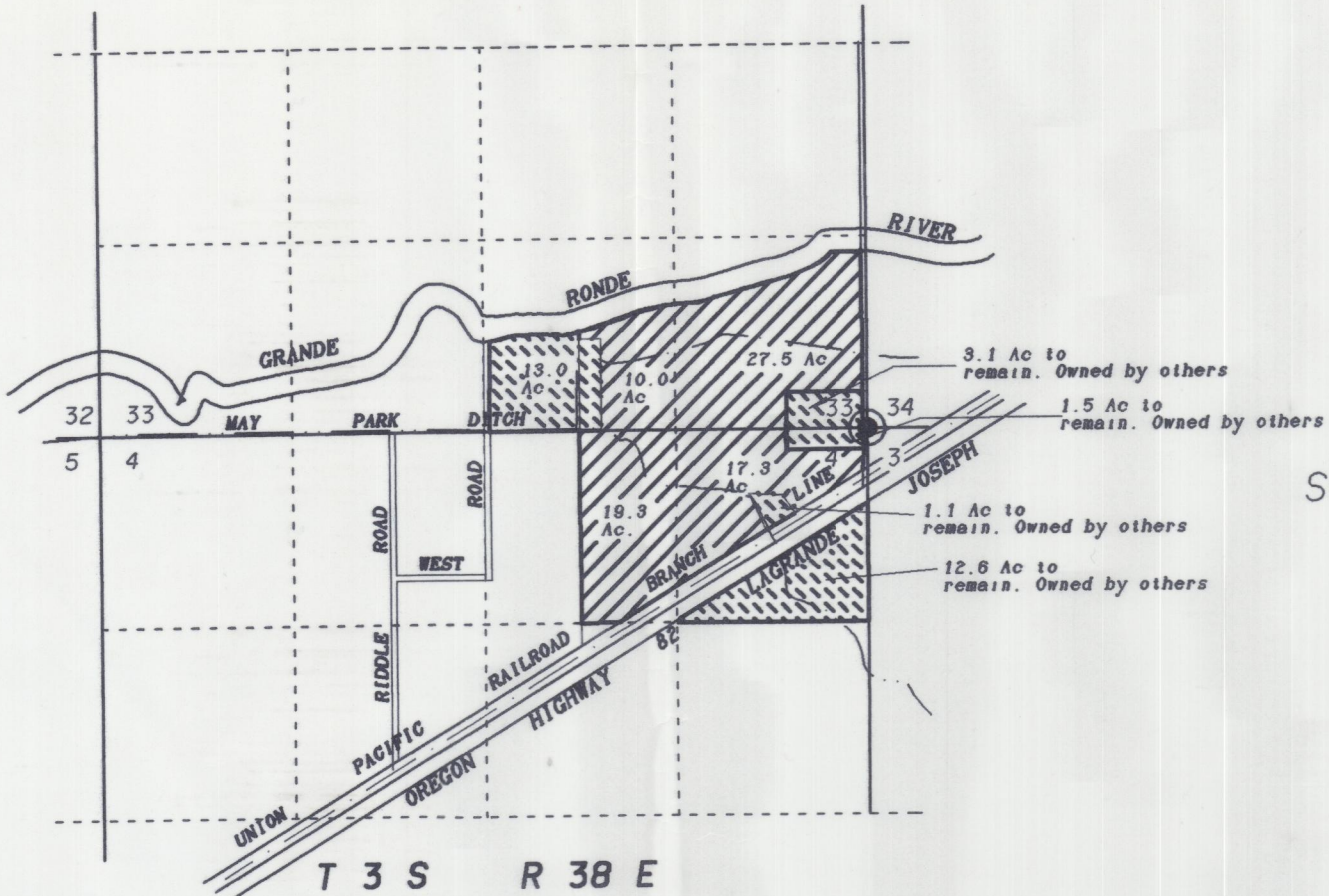 RIVER
RONDE
GRANDE
27.5 Ac
13.0
Ac
10.0
Ac
3.1 Ac to
remain. Owned by others
32 33
33 34
1.5 Ac to
remain. Owned by others
MAY PARK DITCH
5 4
4 3
JOSEPH
17.3
Ac
LINE
ROAD
ROAD
19.3
Ac.
1.1 Ac to
remain. Owned by others
S
WEST
BRANCH
LAGRANDE
12.6 Ac to
remain. Owned by others
RIDDLE
RAILROAD
82
HIGHWAY
PACIFIC
OREGON
UNION
T 3 S R 38 E